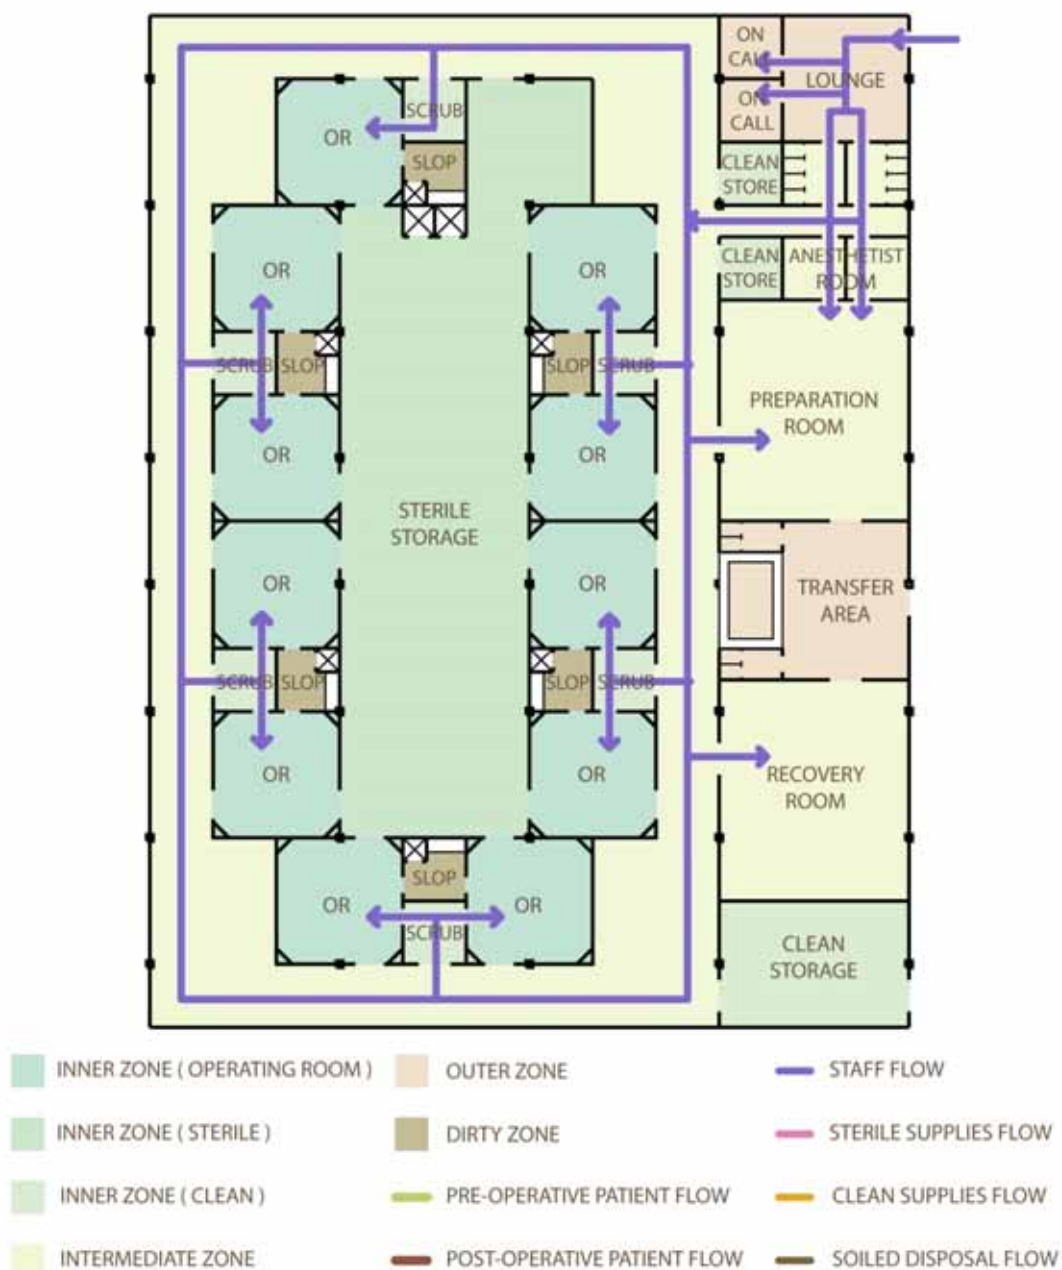 ON
CALL
LOUNGE
SCRUB
OR
ON
CALL
SLOP
CLEAN
STORE
CLEAN
STORE
ANESTHETIST
ROOM
OR
OR
SCRUB
SLOP
SLOP
SCRUB
PREPARATION
ROOM
OR
OR
STERILE
STORAGE
OR
OR
TRANSFER
AREA
SCRUB
SLOP
SLOP
SCRUB
OR
OR
RECOVERY
ROOM
SLOP
OR
OR
SCRUB
CLEAN
STORAGE
INNER ZONE ( OPERATING ROOM )
OUTER ZONE
STAFF FLOW
INNER ZONE ( STERILE )
DIRTY ZONE
STERILE SUPPLIES FLOW
INNER ZONE ( CLEAN )
PRE-OPERATIVE PATIENT FLOW
CLEAN SUPPLIES FLOW
INTERMEDIATE ZONE
POST-OPERATIVE PATIENT FLOW
SOILED DISPOSAL FLOW